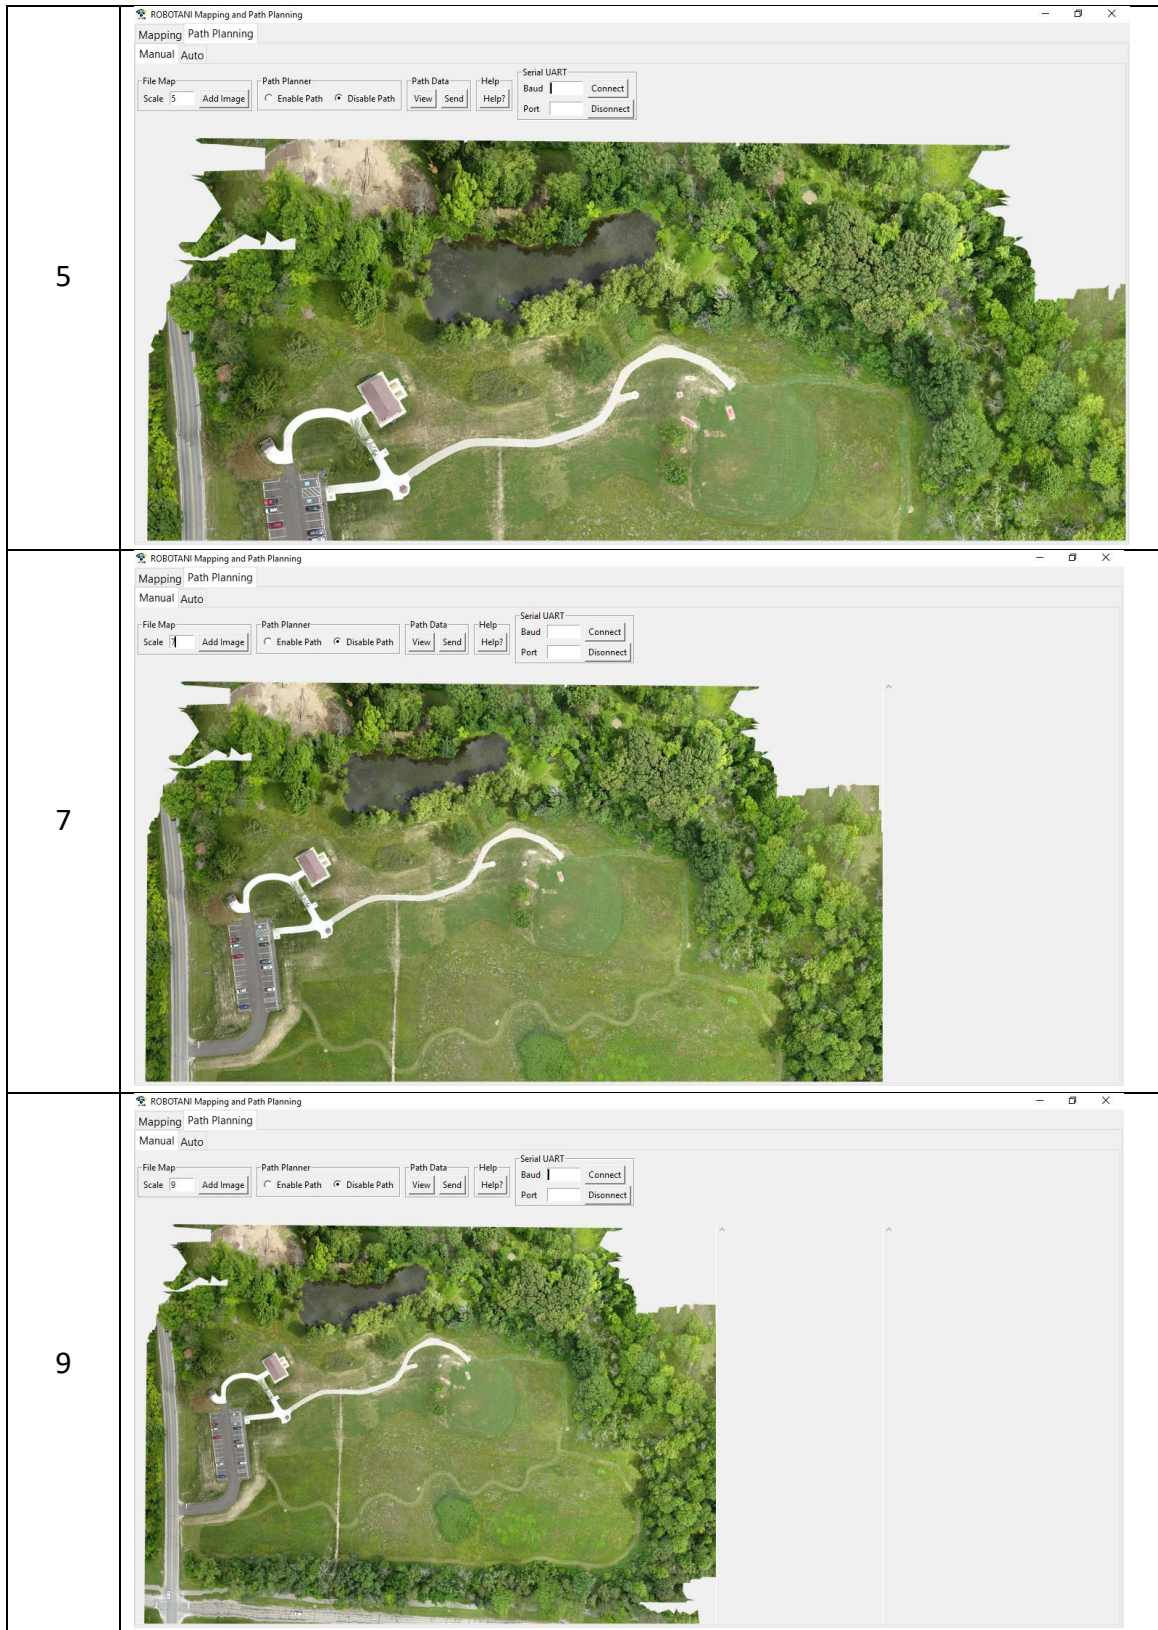 ROBOTANI Mapping and Path Planning
Mapping Path Planning
Manual Auto
File Map Path Planner Path Data Help Serial UART
Scale 5 Add Image Enable Path Disable Path View Send Help? Baud Connect
Port Disonnect
5
ROBOTANI Mapping and Path Planning
Mapping Path Planning
Manual Auto
File Map Path Planner Path Data Help Serial UART
Scale 7 Add Image Enable Path Disable Path View Send Help? Baud Connect
Port Disonnect
7
ROBOTANI Mapping and Path Planning
Mapping Path Planning
Manual Auto
File Map Path Planner Path Data Help Serial UART
Scale 9 Add Image Enable Path Disable Path View Send Help? Baud Connect
Port Disonnect
9